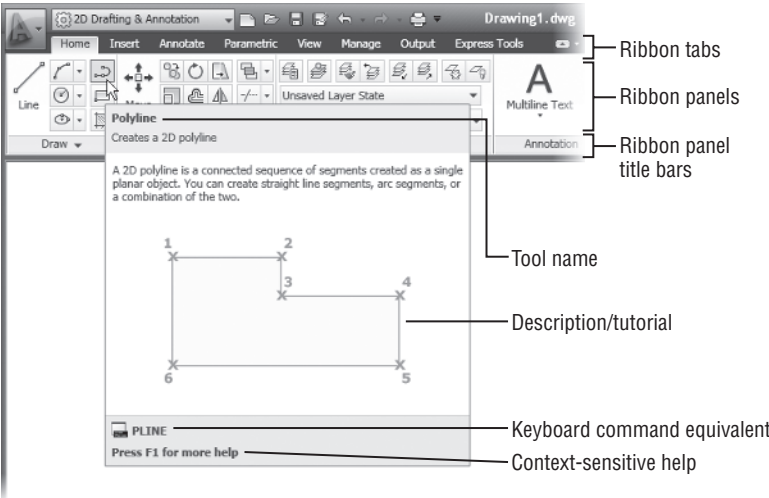 2D Drafting & Annotation
Drawing1.dwg
Home Insert Annotate Parametric View Manage Output Express Tools
Ribbon tabs
Line
Unsaved Layer State
Multiline Text
Ribbon panels
Draw
Annotation
Ribbon panel
title bars
Polyline
Creates a 2D polyline
A 2D polyline is a connected sequence of segments created as a single
planar object. You can create straight line segments, arc segments, or
a combination of the two.
1 2
3 4
6 5
Tool name
Description/tutorial
PLINE
Keyboard command equivalent
Press F1 for more help
Context-sensitive help